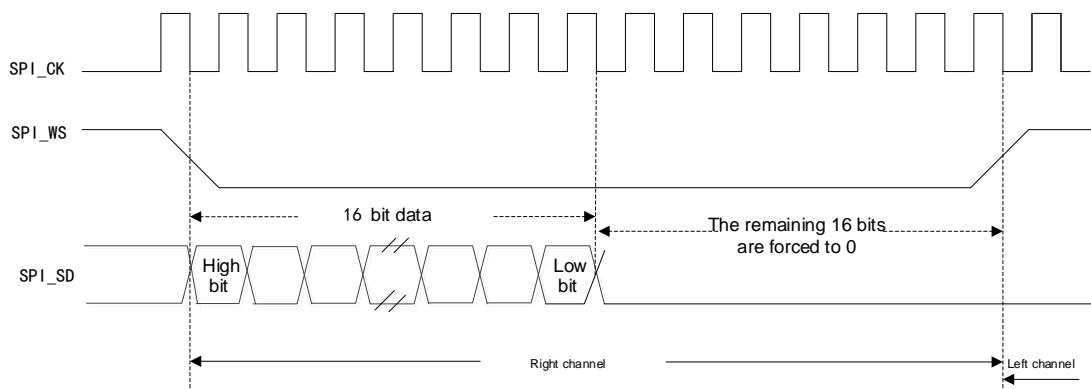 SPI_CK
SPI_WS
16 bit data
The remaining 16 bits
are forced to 0
SPI_SD
High
bit
Low
bit
Right channel
Left channel